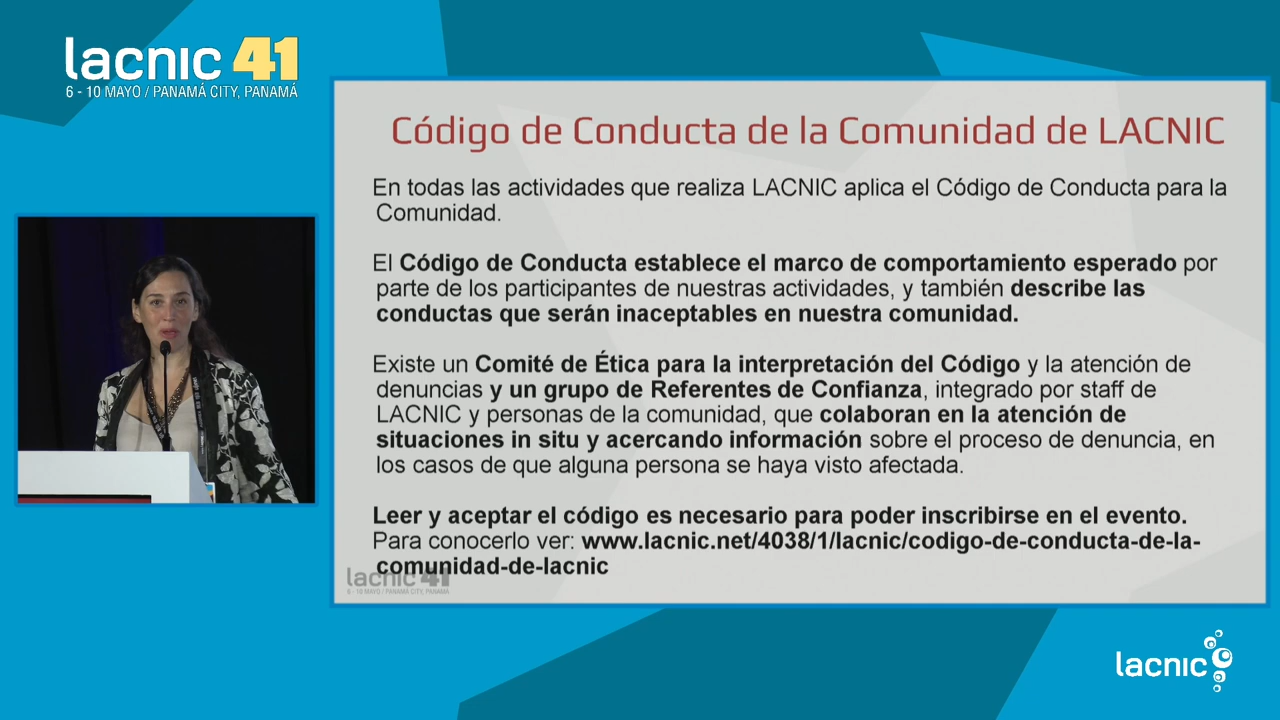 lacnic 41
6 - 10 MAYO / PANAMÁ CITY, PANAMÁ
Código de Conducta de la Comunidad de LACNIC
En todas las actividades que realiza LACNIC aplica el Código de Conducta para la
Comunidad.
El Código de Conducta establece el marco de comportamiento esperado por
parte de los participantes de nuestras actividades, y también describe las
conductas que serán inaceptables en nuestra comunidad.
Existe un Comité de Ética para la interpretación del Código y la atención de
denuncias y un grupo de Referentes de Confianza, integrado por staff de
LACNIC y personas de la comunidad, que colaboran en la atención de
situaciones in situ y acercando información sobre el proceso de denuncia, en
los casos de que alguna persona se haya visto afectada.
Leer y aceptar el código es necesario para poder inscribirse en el evento.
Para conocerlo ver: www.lacnic.net/4038/1/lacnic/codigo-de-conducta-de-la-
comunidad-de-lacnic
lacnic 41
6 - 10 MAYO / PANAMÁ CITY, PANAMÁ
lacnic